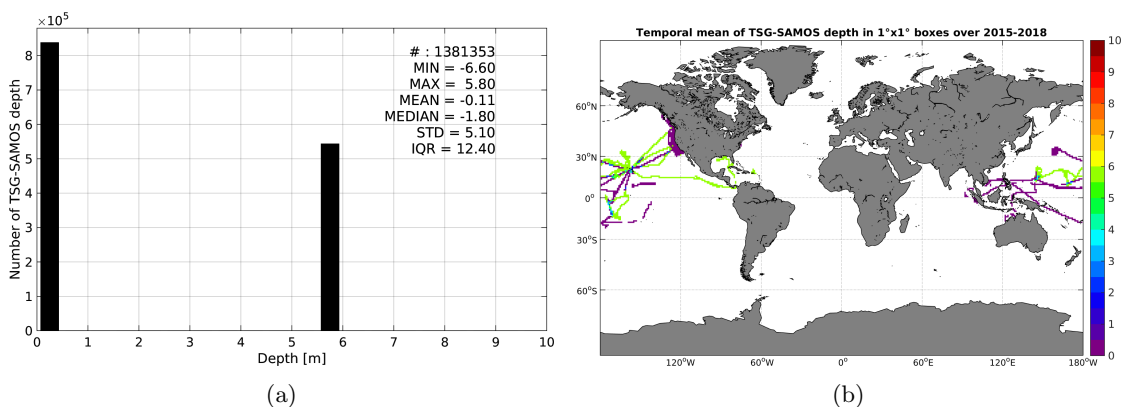 ×10⁵
8
7
6
5
4
3
2
1
0
Number of TSG-SAMOS depth
# : 1381353
MIN = -6.60
MAX = 5.80
MEAN = -0.11
MEDIAN = -1.80
STD = 5.10
IQR = 12.40
0 1 2 3 4 5 6 7 8 9 10
Depth [m]
(a)
Temporal mean of TSG-SAMOS depth in 1°x1° boxes over 2015-2018
60°N
30°N
0°
30°S
60°S
120°W 60°W 0° 60°E 120°E 180°W
10
9
8
7
6
5
4
3
2
1
0
(b)